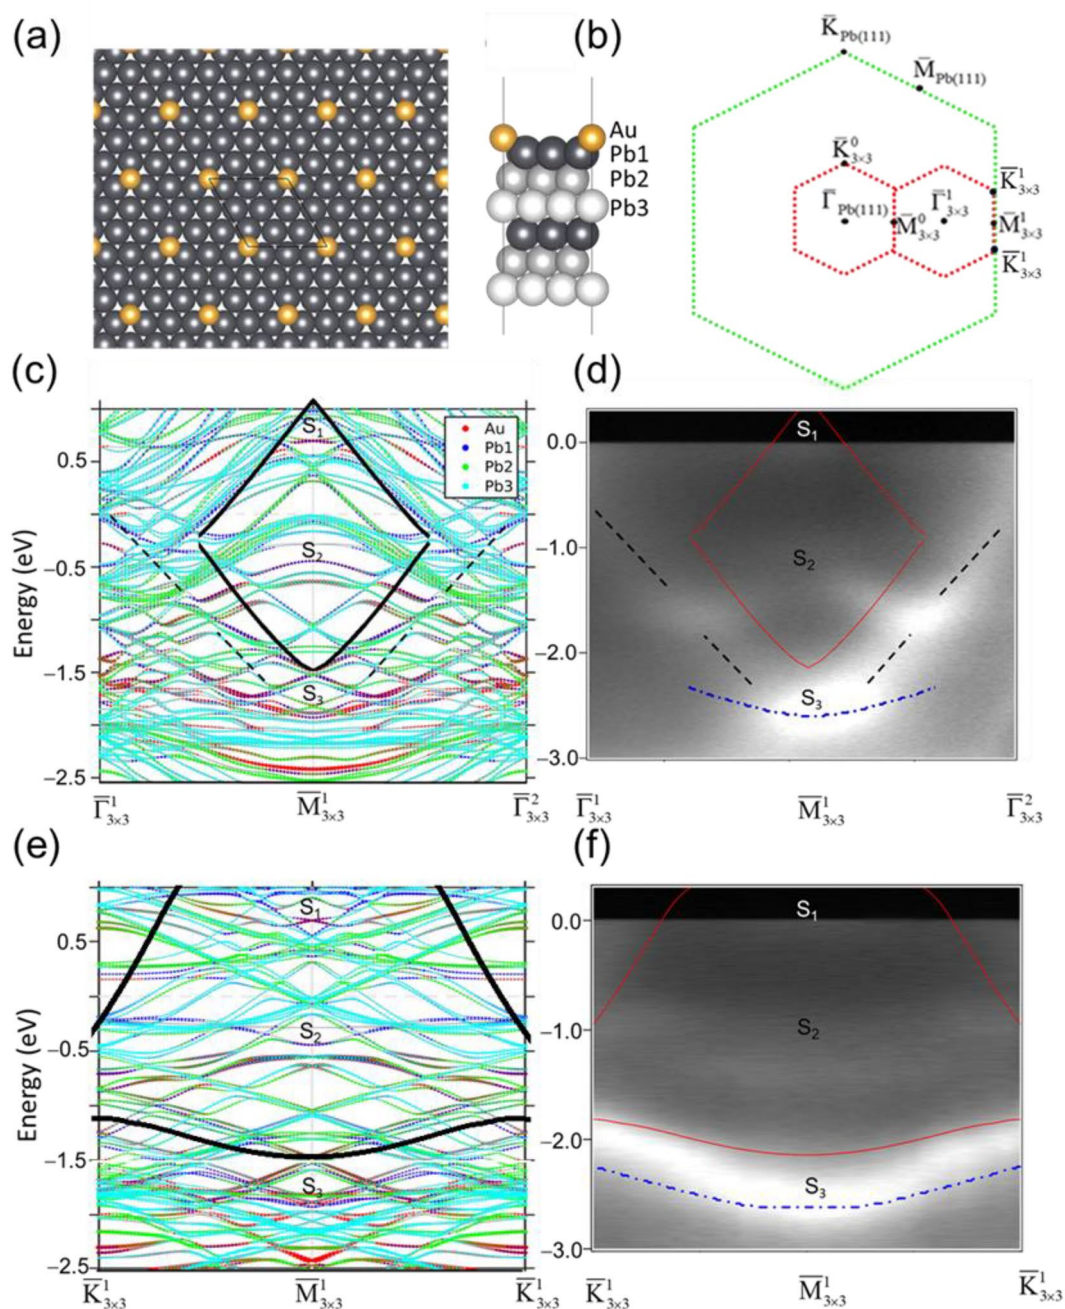 (a)
Au
Pb1
Pb2
Pb3
(b)
K̅Pb(111)
M̅Pb(111)
K̅⁰3×3
Γ̅Pb(111)
M̅⁰3×3
Γ̅¹3×3
K̅¹3×3
M̅¹3×3
K̅¹3×3
(c)
Energy (eV)
0.5
−0.5
−1.5
−2.5
S₁
S₂
S₃
Au
Pb1
Pb2
Pb3
Γ̅¹3×3
M̅¹3×3
Γ̅²3×3
(d)
0.0
−1.0
−2.0
−3.0
S₁
S₂
S₃
Γ̅¹3×3
M̅¹3×3
Γ̅²3×3
(e)
Energy (eV)
0.5
−0.5
−1.5
−2.5
S₁
S₂
S₃
K̅¹3×3
M̅¹3×3
K̅¹3×3
(f)
0.0
−1.0
−2.0
−3.0
S₁
S₂
S₃
K̅¹3×3
M̅¹3×3
K̅¹3×3